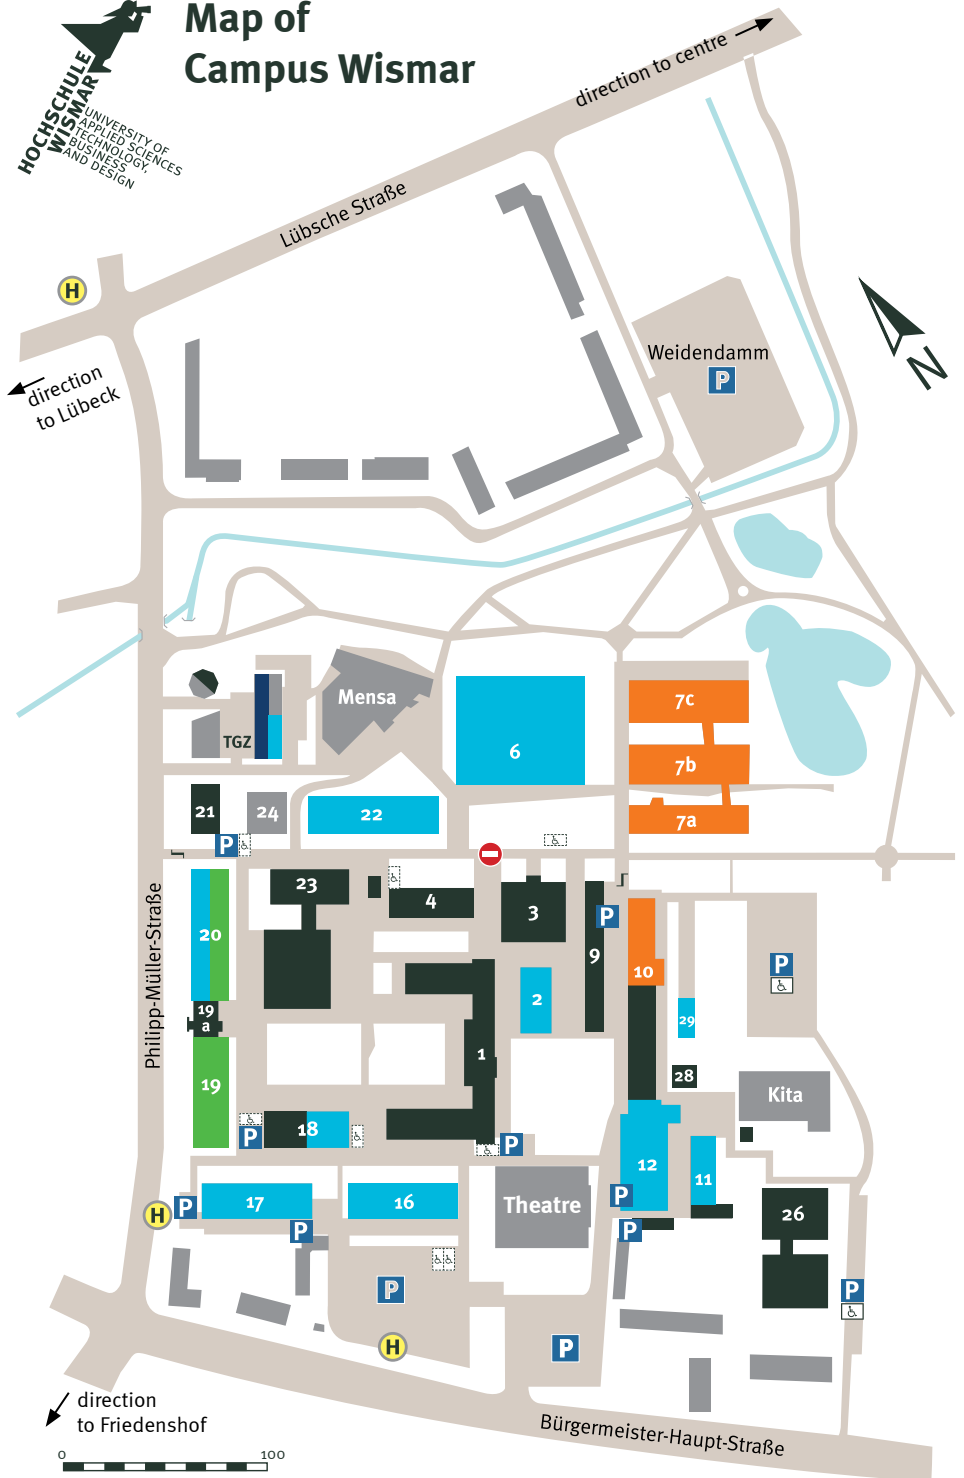 Map of
Campus Wismar
HOCHSCHULE
WISMAR
UNIVERSITY OF
APPLIED SCIENCES
TECHNOLOGY,
BUSINESS
AND DESIGN
direction to centre
Lübsche Straße
H
direction
to Lübeck
N
Weidendamm
P
Mensa
TGZ
6
7c
7b
7a
21
24
22
P
23
4
3
9
P
10
P
20
2
29
19
a
1
28
Kita
19
18
P
P
12
11
17
16
Theatre
P
P
H
P
P
26
P
P
P
H
P
Philipp-Müller-Straße
direction
to Friedenshof
Bürgermeister-Haupt-Straße
0 100